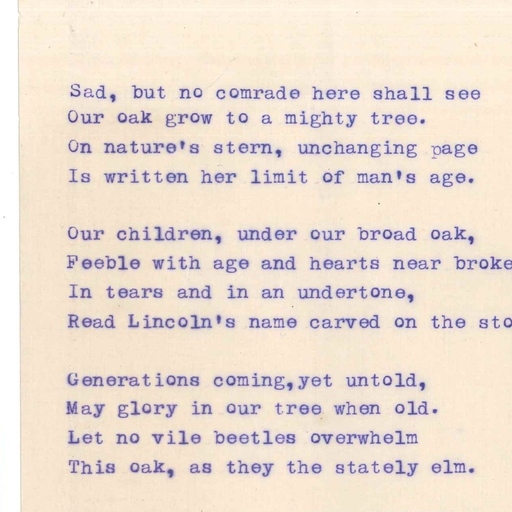 Sad, but no comrade here shall see
Our oak grow to a mighty tree.
On nature's stern, unchanging page
Is written her limit of man's age.
Our children, under our broad oak,
Feeble with age and hearts near broke
In tears and in an undertone,
Read Lincoln's name carved on the sto
Generations coming,yet untold,
May glory in our tree when old.
Let no vile beetles overwhelm
This oak, as they the stately elm.